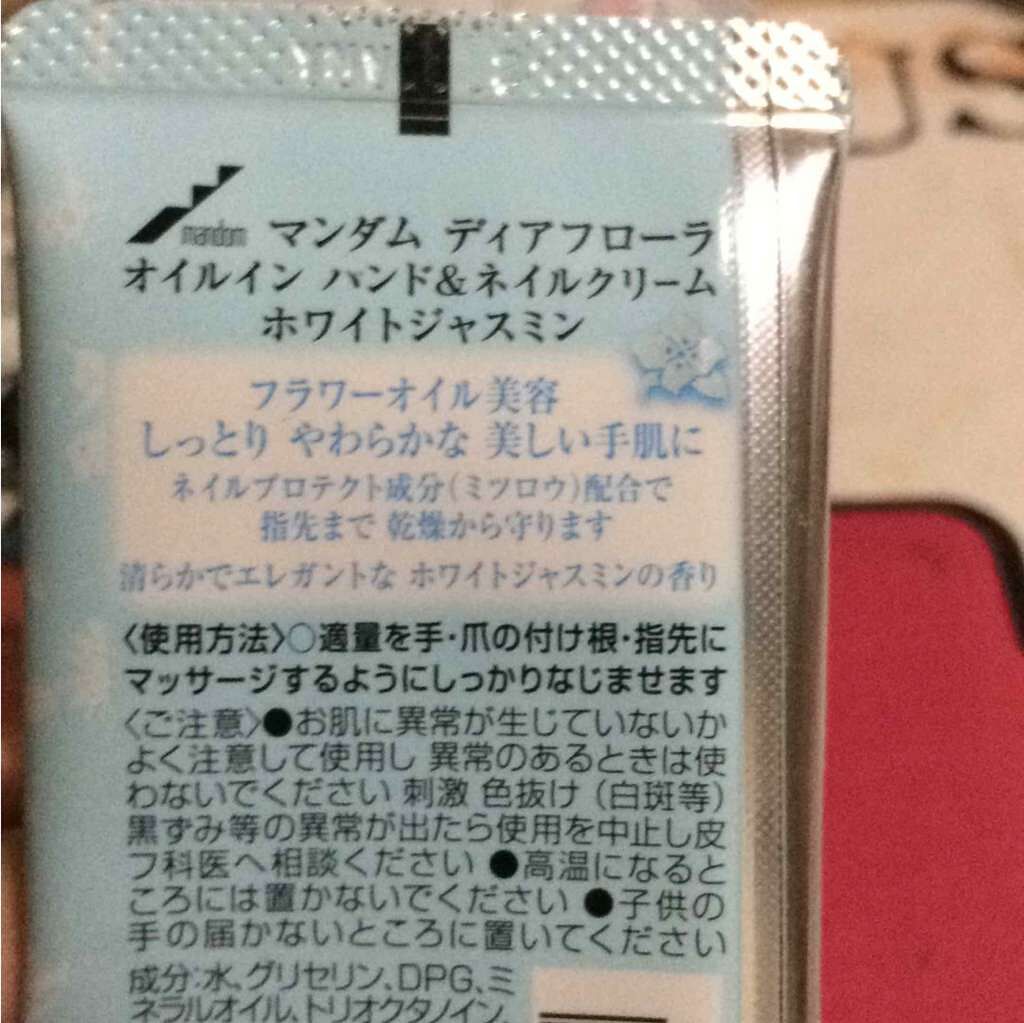 mandom マンダム ディアフローラ
オイルイン ハンド&ネイルクリーム
ホワイトジャスミン
フラワーオイル美容
しっとり やわらかな 美しい手肌に
ネイルプロテクト成分(ミツロウ)配合で
指先まで 乾燥から守ります
清らかでエレガントな ホワイトジャスミンの香り
〈使用方法〉○適量を手・爪の付け根・指先に
マッサージするようにしっかりなじませます
〈ご注意〉●お肌に異常が生じていないか
よく注意して使用し 異常のあるときは使
わないでください 刺激 色抜け(白斑等)
黒ずみ等の異常が出たら使用を中止し皮
フ科医へ相談ください ●高温になると
ころには置かないでください ●子供の
手の届かないところに置いてください
成分:水、グリセリン、DPG、ミ
ネラルオイル、トリオクタノイン、